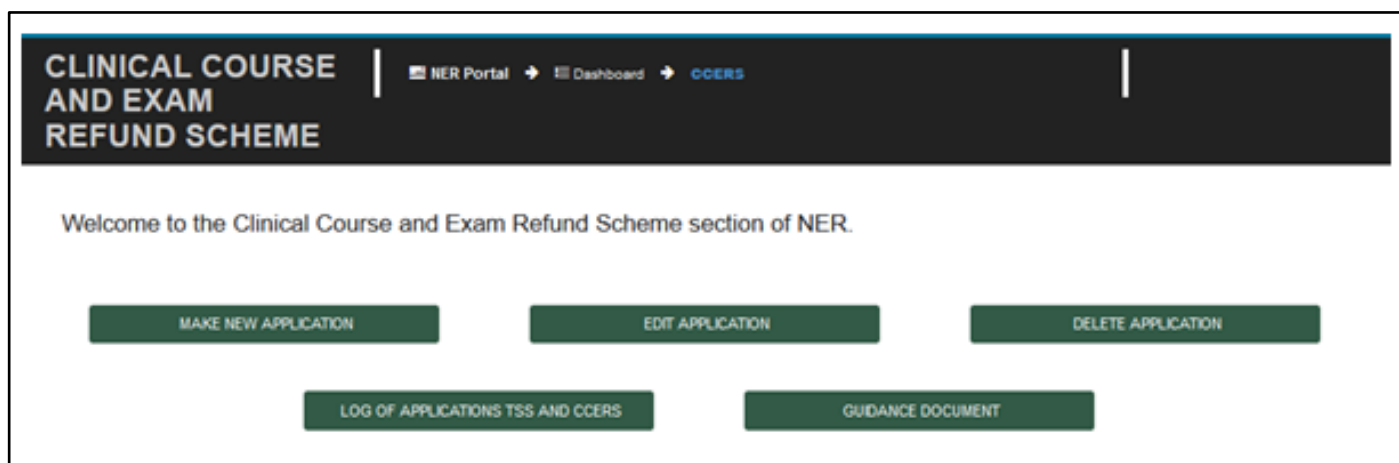 CLINICAL COURSE
AND EXAM
REFUND SCHEME
NER Portal Dashboard CCERS
Welcome to the Clinical Course and Exam Refund Scheme section of NER.
MAKE NEW APPLICATION EDIT APPLICATION DELETE APPLICATION
LOG OF APPLICATIONS TSS AND CCERS GUIDANCE DOCUMENT